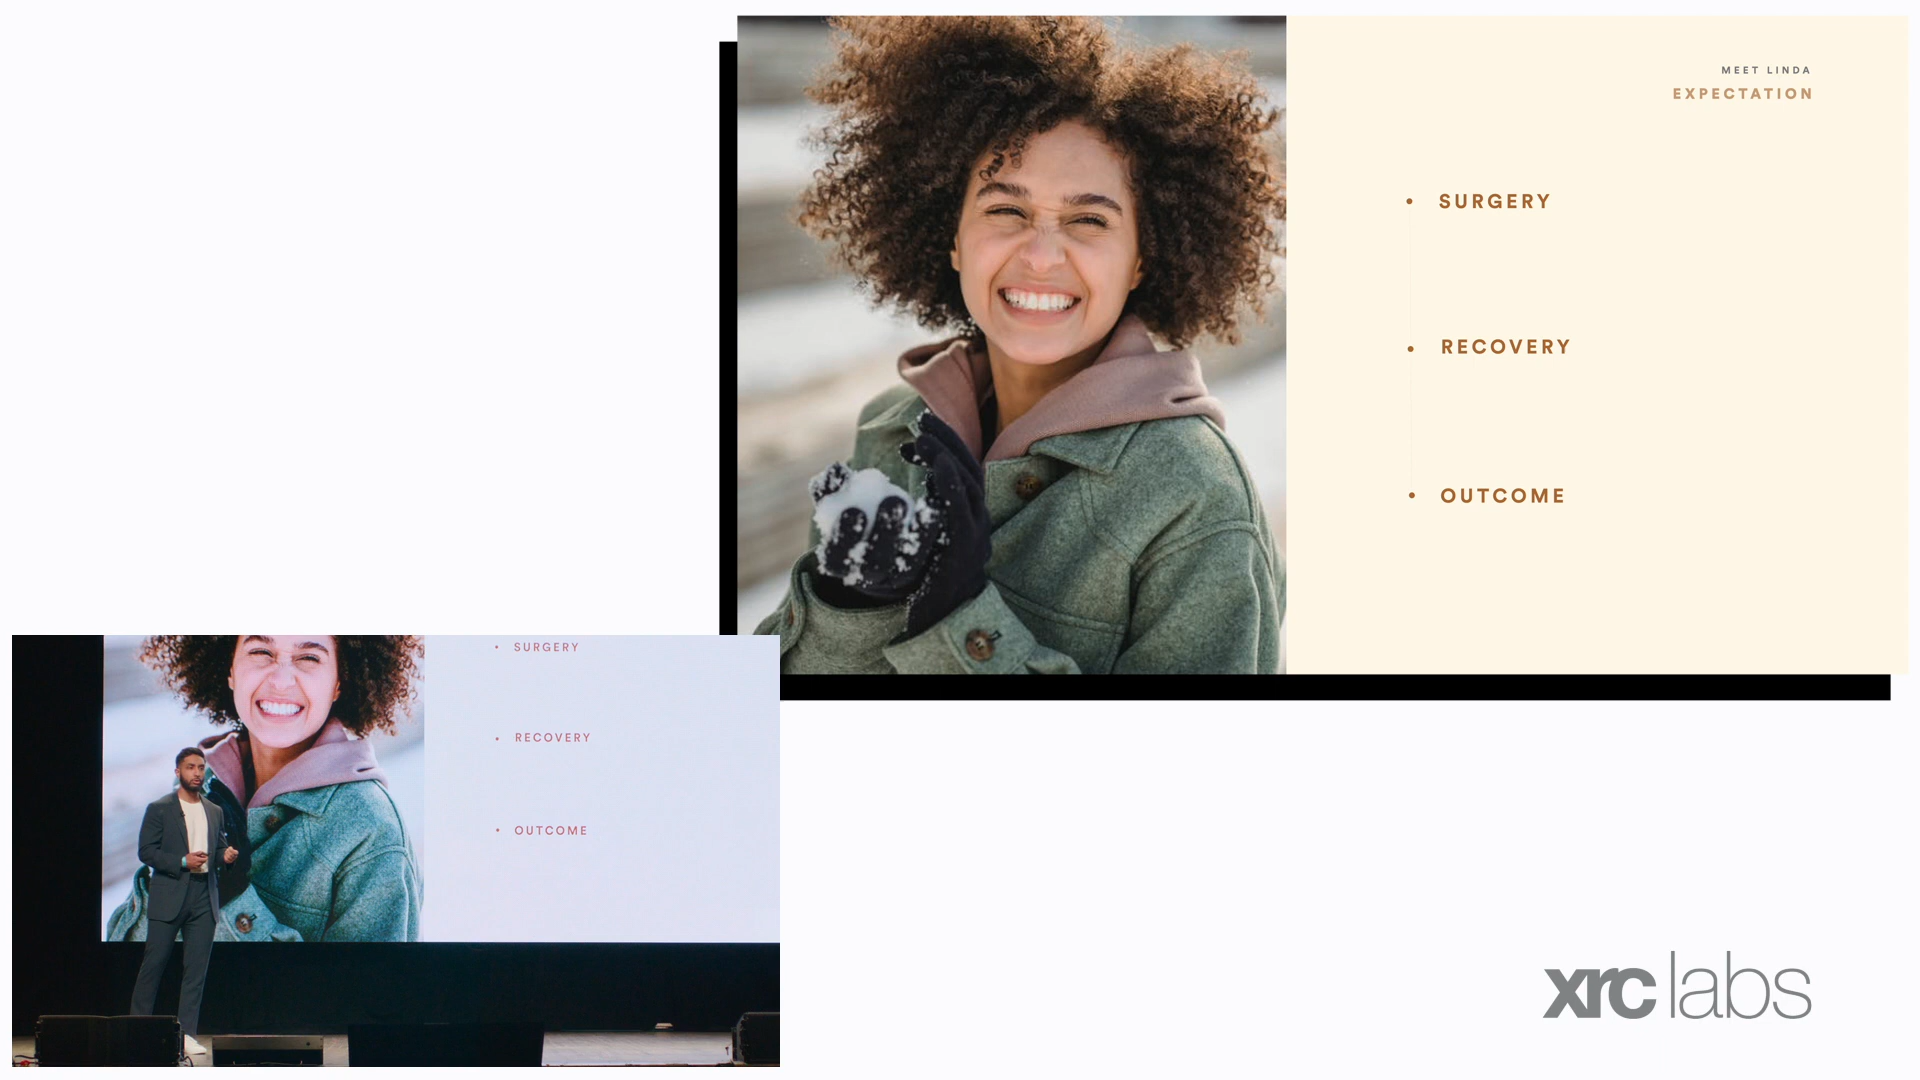 MEET LINDA
EXPECTATION
• SURGERY
• RECOVERY
• OUTCOME
• SURGERY
• RECOVERY
• OUTCOME
xrc labs